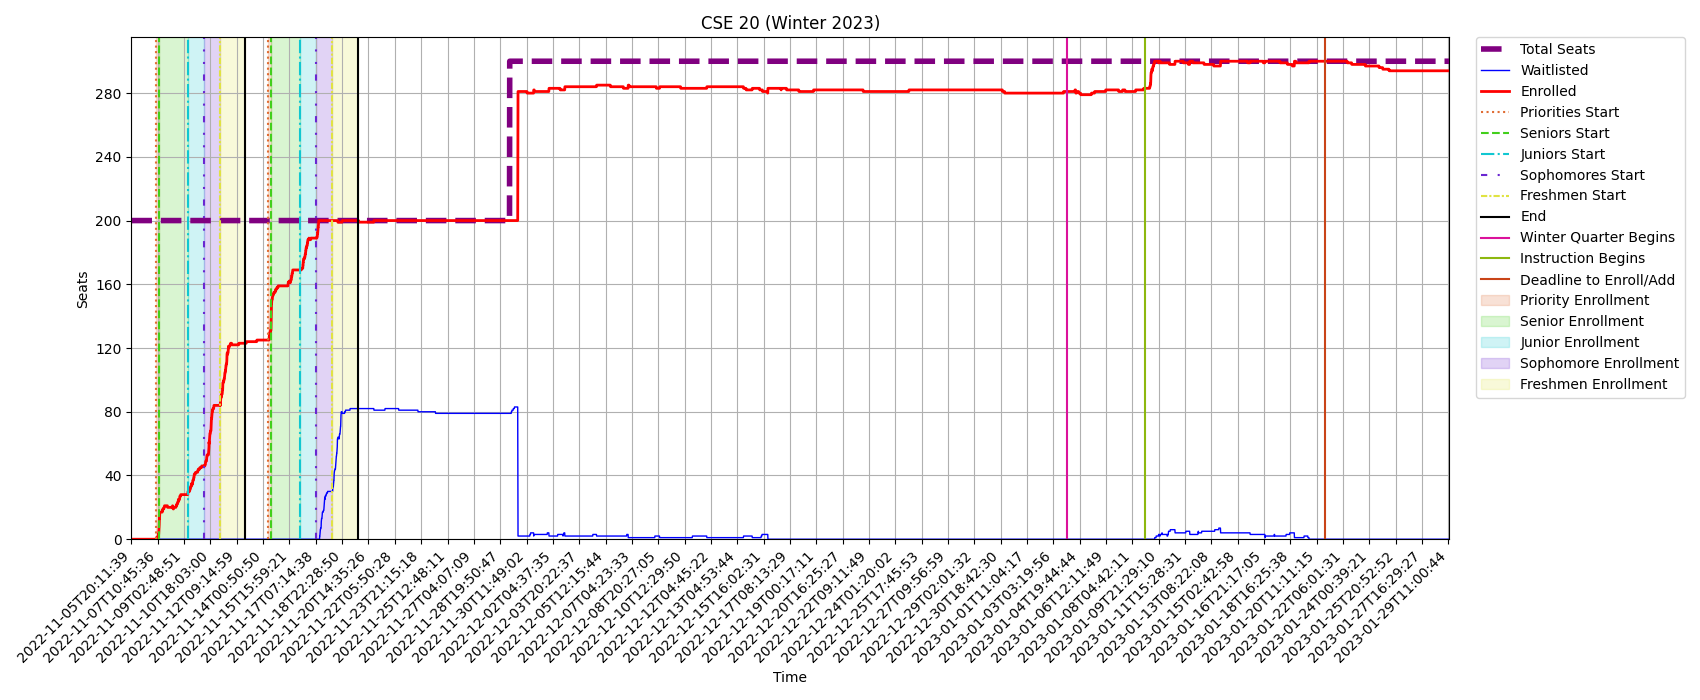 CSE 20 (Winter 2023)
Seats
280
240
200
160
120
80
40
0
2022-11-05T20:11:39
2022-11-07T10:45:36
2022-11-09T02:48:51
2022-11-10T18:03:00
2022-11-12T09:14:59
2022-11-14T00:50:50
2022-11-15T15:59:21
2022-11-17T07:14:38
2022-11-18T22:28:50
2022-11-20T14:35:26
2022-11-22T05:50:28
2022-11-23T21:15:18
2022-11-25T12:48:11
2022-11-27T04:07:09
2022-11-28T19:50:47
2022-11-30T11:49:02
2022-12-02T04:37:35
2022-12-03T20:22:37
2022-12-05T12:15:44
2022-12-07T04:23:33
2022-12-08T20:27:05
2022-12-10T12:29:50
2022-12-12T04:45:22
2022-12-13T04:53:44
2022-12-15T16:02:31
2022-12-17T08:13:29
2022-12-19T00:17:11
2022-12-20T16:25:27
2022-12-22T09:11:49
2022-12-24T01:20:02
2022-12-25T17:45:53
2022-12-27T09:56:59
2022-12-29T02:01:32
2022-12-30T18:42:30
2023-01-01T11:04:17
2023-01-03T03:19:56
2023-01-04T19:44:44
2023-01-06T12:11:49
2023-01-08T04:42:11
2023-01-09T21:29:10
2023-01-11T15:28:31
2023-01-13T08:22:08
2023-01-15T02:42:58
2023-01-16T21:17:05
2023-01-18T16:25:38
2023-01-20T11:11:15
2023-01-22T06:01:31
2023-01-24T00:39:21
2023-01-25T20:52:52
2023-01-27T16:29:27
2023-01-29T11:00:44
Time
Total Seats
Waitlisted
Enrolled
Priorities Start
Seniors Start
Juniors Start
Sophomores Start
Freshmen Start
End
Winter Quarter Begins
Instruction Begins
Deadline to Enroll/Add
Priority Enrollment
Senior Enrollment
Junior Enrollment
Sophomore Enrollment
Freshmen Enrollment